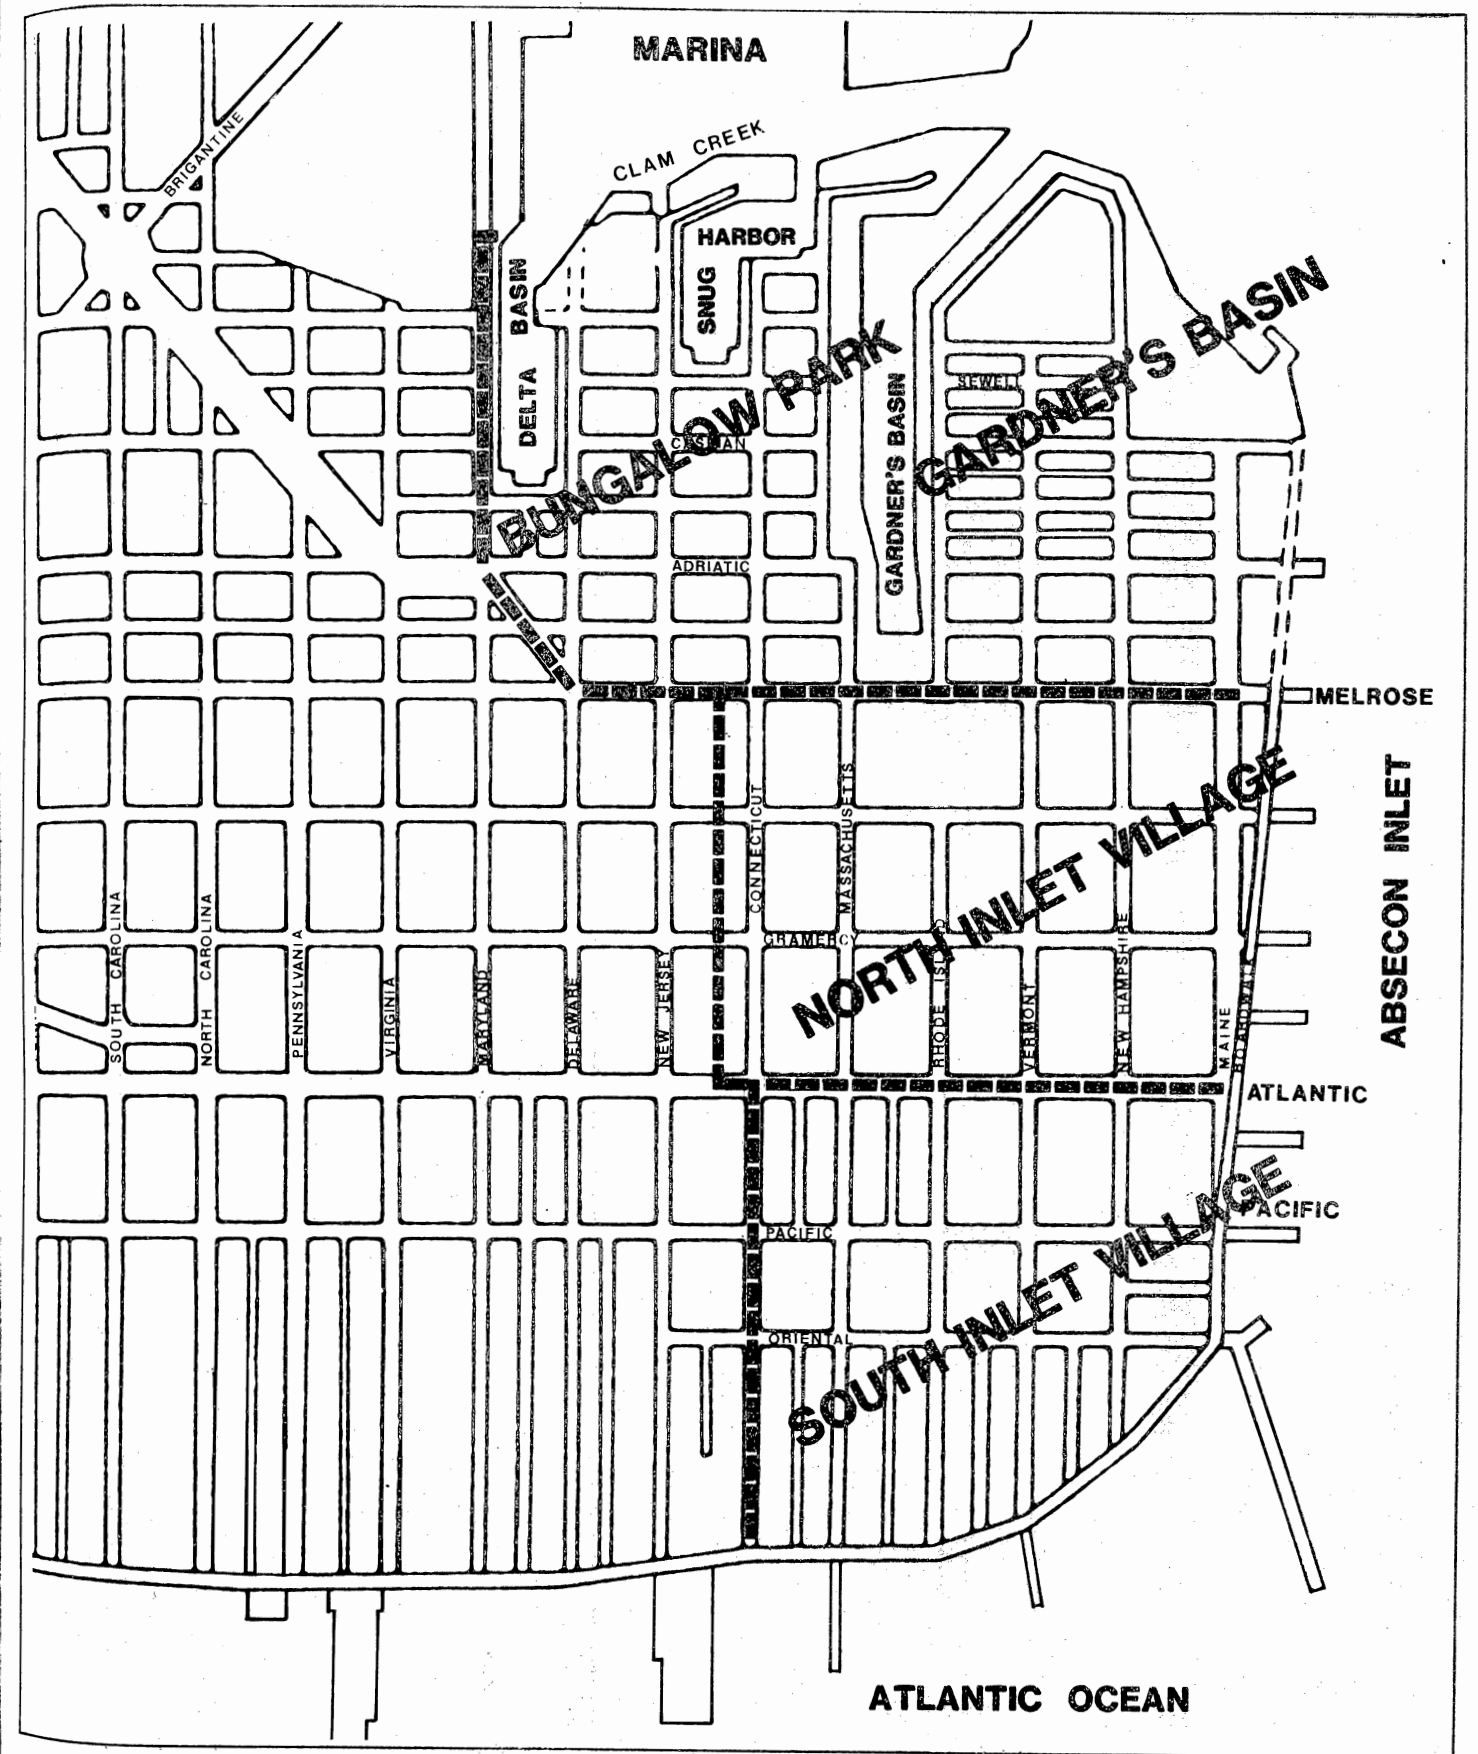 MARINA
CLAM CREEK
BRIGANTINE
HARBOR
SNUG
BASIN
DELTA
BUNGALOW PARK
GARDNER'S BASIN
GARDNER'S BASIN
SEWELL
ADRIATIC
MELROSE
CONNECTICUT
MASSACHUSETTS
NORTH INLET VILLAGE
ABSECON INLET
GRAMERCY
SOUTH CAROLINA
NORTH CAROLINA
PENNSYLVANIA
VIRGINIA
MARYLAND
DELAWARE
NEW JERSEY
RHODE ISLAND
VERMONT
NEW HAMPSHIRE
MAINE
BOARDWALK
ATLANTIC
PACIFIC
PACIFIC
SOUTH INLET VILLAGE
ORIENTAL
ATLANTIC OCEAN